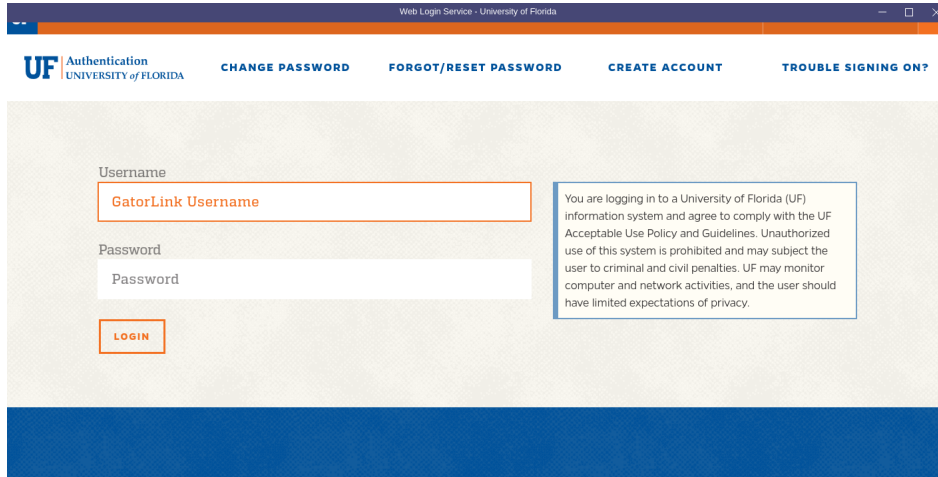 Web Login Service - University of Florida
UF
Authentication
UNIVERSITY of FLORIDA
CHANGE PASSWORD
FORGOT/RESET PASSWORD
CREATE ACCOUNT
TROUBLE SIGNING ON?
Username
GatorLink Username
Password
Password
LOGIN
You are logging in to a University of Florida (UF)
information system and agree to comply with the UF
Acceptable Use Policy and Guidelines. Unauthorized
use of this system is prohibited and may subject the
user to criminal and civil penalties. UF may monitor
computer and network activities, and the user should
have limited expectations of privacy.